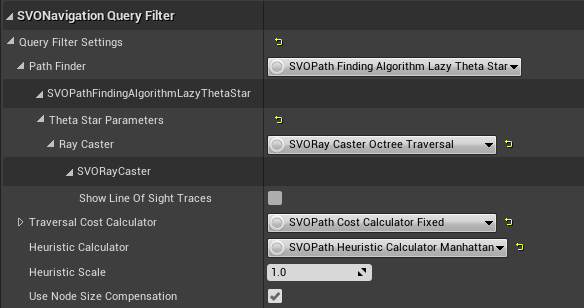 SVONavigation Query Filter
Query Filter Settings
Path Finder SVOPath Finding Algorithm Lazy Theta Star
SVOPathFindingAlgorithmLazyThetaStar
Theta Star Parameters
Ray Caster SVORay Caster Octree Traversal
SVORayCaster
Show Line Of Sight Traces
Traversal Cost Calculator SVOPath Cost Calculator Fixed
Heuristic Calculator SVOPath Heuristic Calculator Manhattan
Heuristic Scale 1.0
Use Node Size Compensation